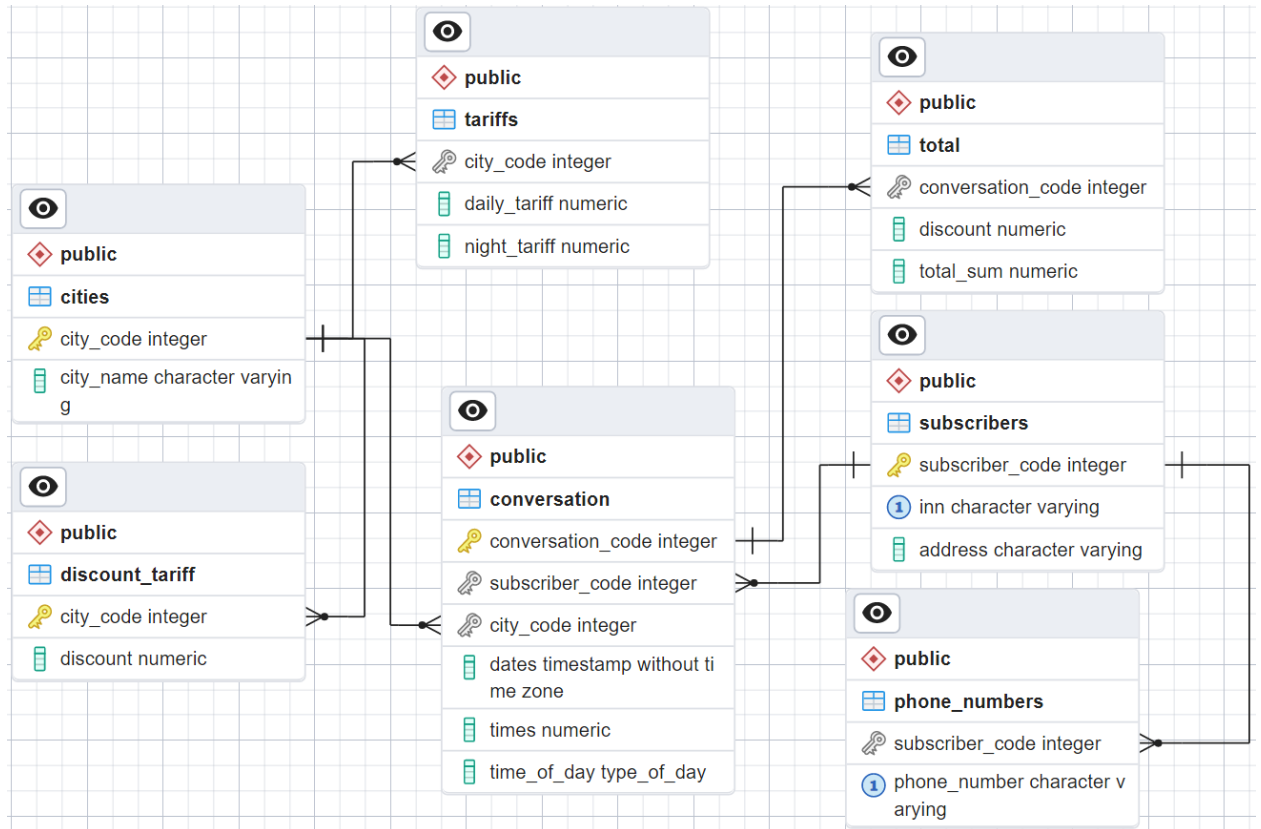 public
tariffs
city_code integer
daily_tariff numeric
night_tariff numeric
public
total
conversation_code integer
discount numeric
total_sum numeric
public
cities
city_code integer
city_name character varyin
g
public
subscribers
subscriber_code integer
1 inn character varying
address character varying
public
conversation
conversation_code integer
subscriber_code integer
city_code integer
dates timestamp without ti
me zone
times numeric
time_of_day type_of_day
public
discount_tariff
city_code integer
discount numeric
public
phone_numbers
subscriber_code integer
1 phone_number character v
arying